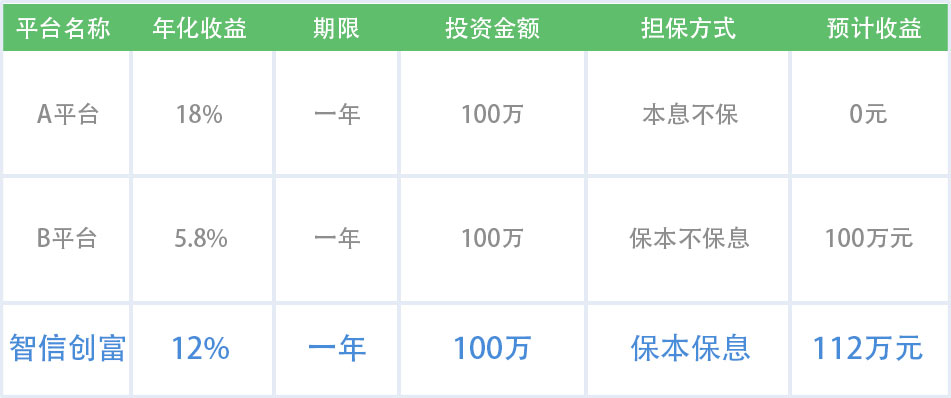 平台名称 年化收益 期限 投资金额 担保方式 预计收益
A平台 18% 一年 100万 本息不保 0元
B平台 5.8% 一年 100万 保本不保息 100万元
智信创富 12% 一年 100万 保本保息 112万元